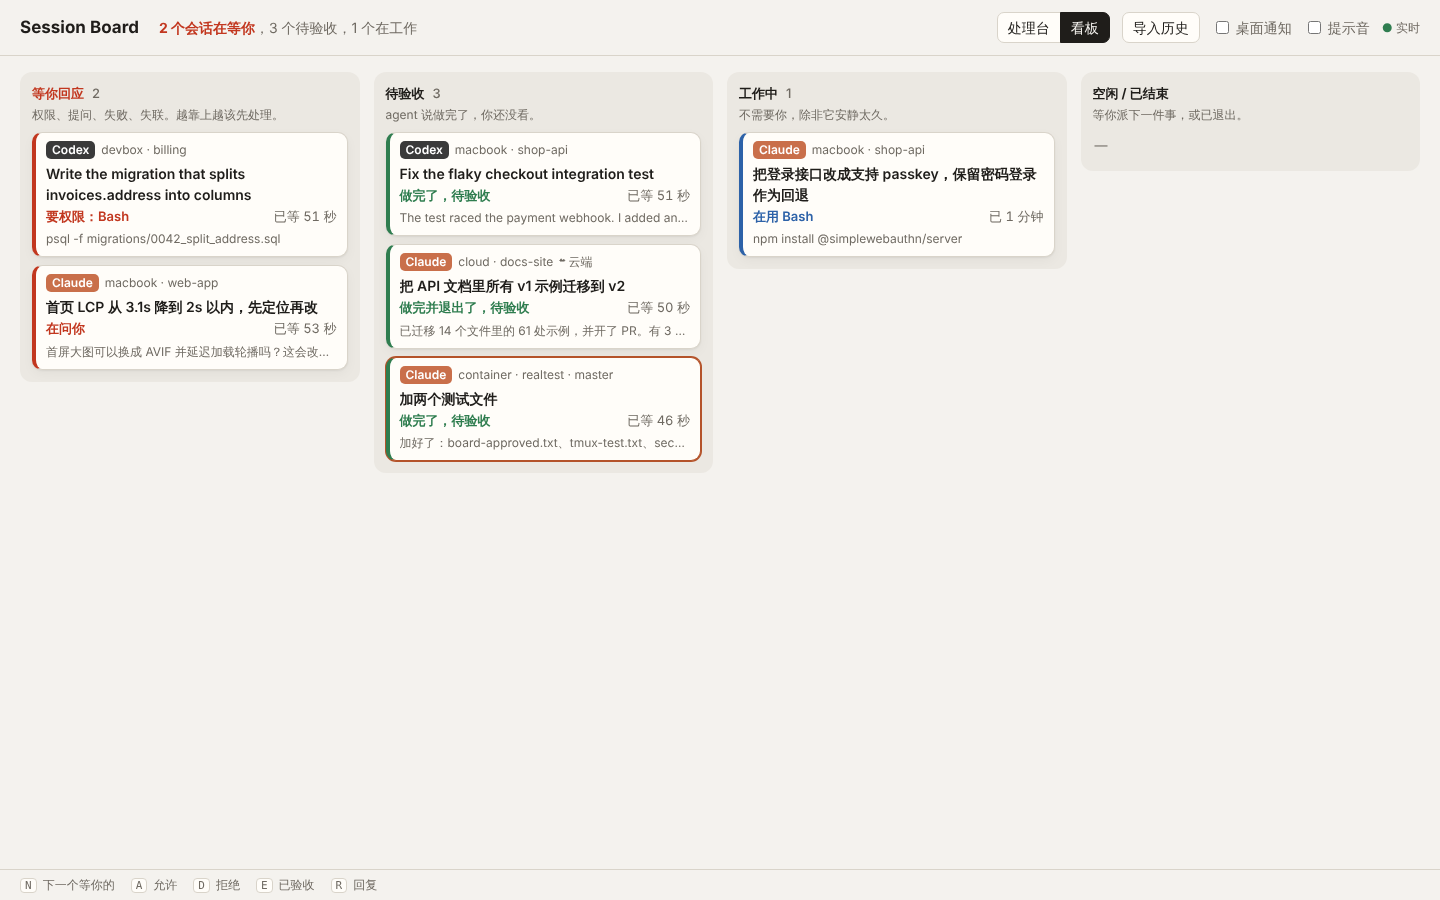 Session Board
2 个会话在等你，3 个待验收，1 个在工作
处理台 看板 导入历史 桌面通知 提示音 实时
等你回应 2
权限、提问、失败、失联。越靠上越该先处理。
Codex devbox · billing
Write the migration that splits
invoices.address into columns
要权限：Bash 已等 51 秒
psql -f migrations/0042_split_address.sql
Claude macbook · web-app
首页 LCP 从 3.1s 降到 2s 以内，先定位再改
在问你 已等 53 秒
首屏大图可以换成 AVIF 并延迟加载轮播吗？这会改...
待验收 3
agent 说做完了，你还没看。
Codex macbook · shop-api
Fix the flaky checkout integration test
做完了，待验收 已等 51 秒
The test raced the payment webhook. I added an...
Claude cloud · docs-site ☁ 云端
把 API 文档里所有 v1 示例迁移到 v2
做完并退出了，待验收 已等 50 秒
已迁移 14 个文件里的 61 处示例，并开了 PR。有 3 ...
Claude container · realtest · master
加两个测试文件
做完了，待验收 已等 46 秒
加好了：board-approved.txt、tmux-test.txt、sec...
工作中 1
不需要你，除非它安静太久。
Claude macbook · shop-api
把登录接口改成支持 passkey，保留密码登录
作为回退
在用 Bash 已 1 分钟
npm install @simplewebauthn/server
空闲 / 已结束
等你派下一件事，或已退出。
—
N 下一个等你的 A 允许 D 拒绝 E 已验收 R 回复